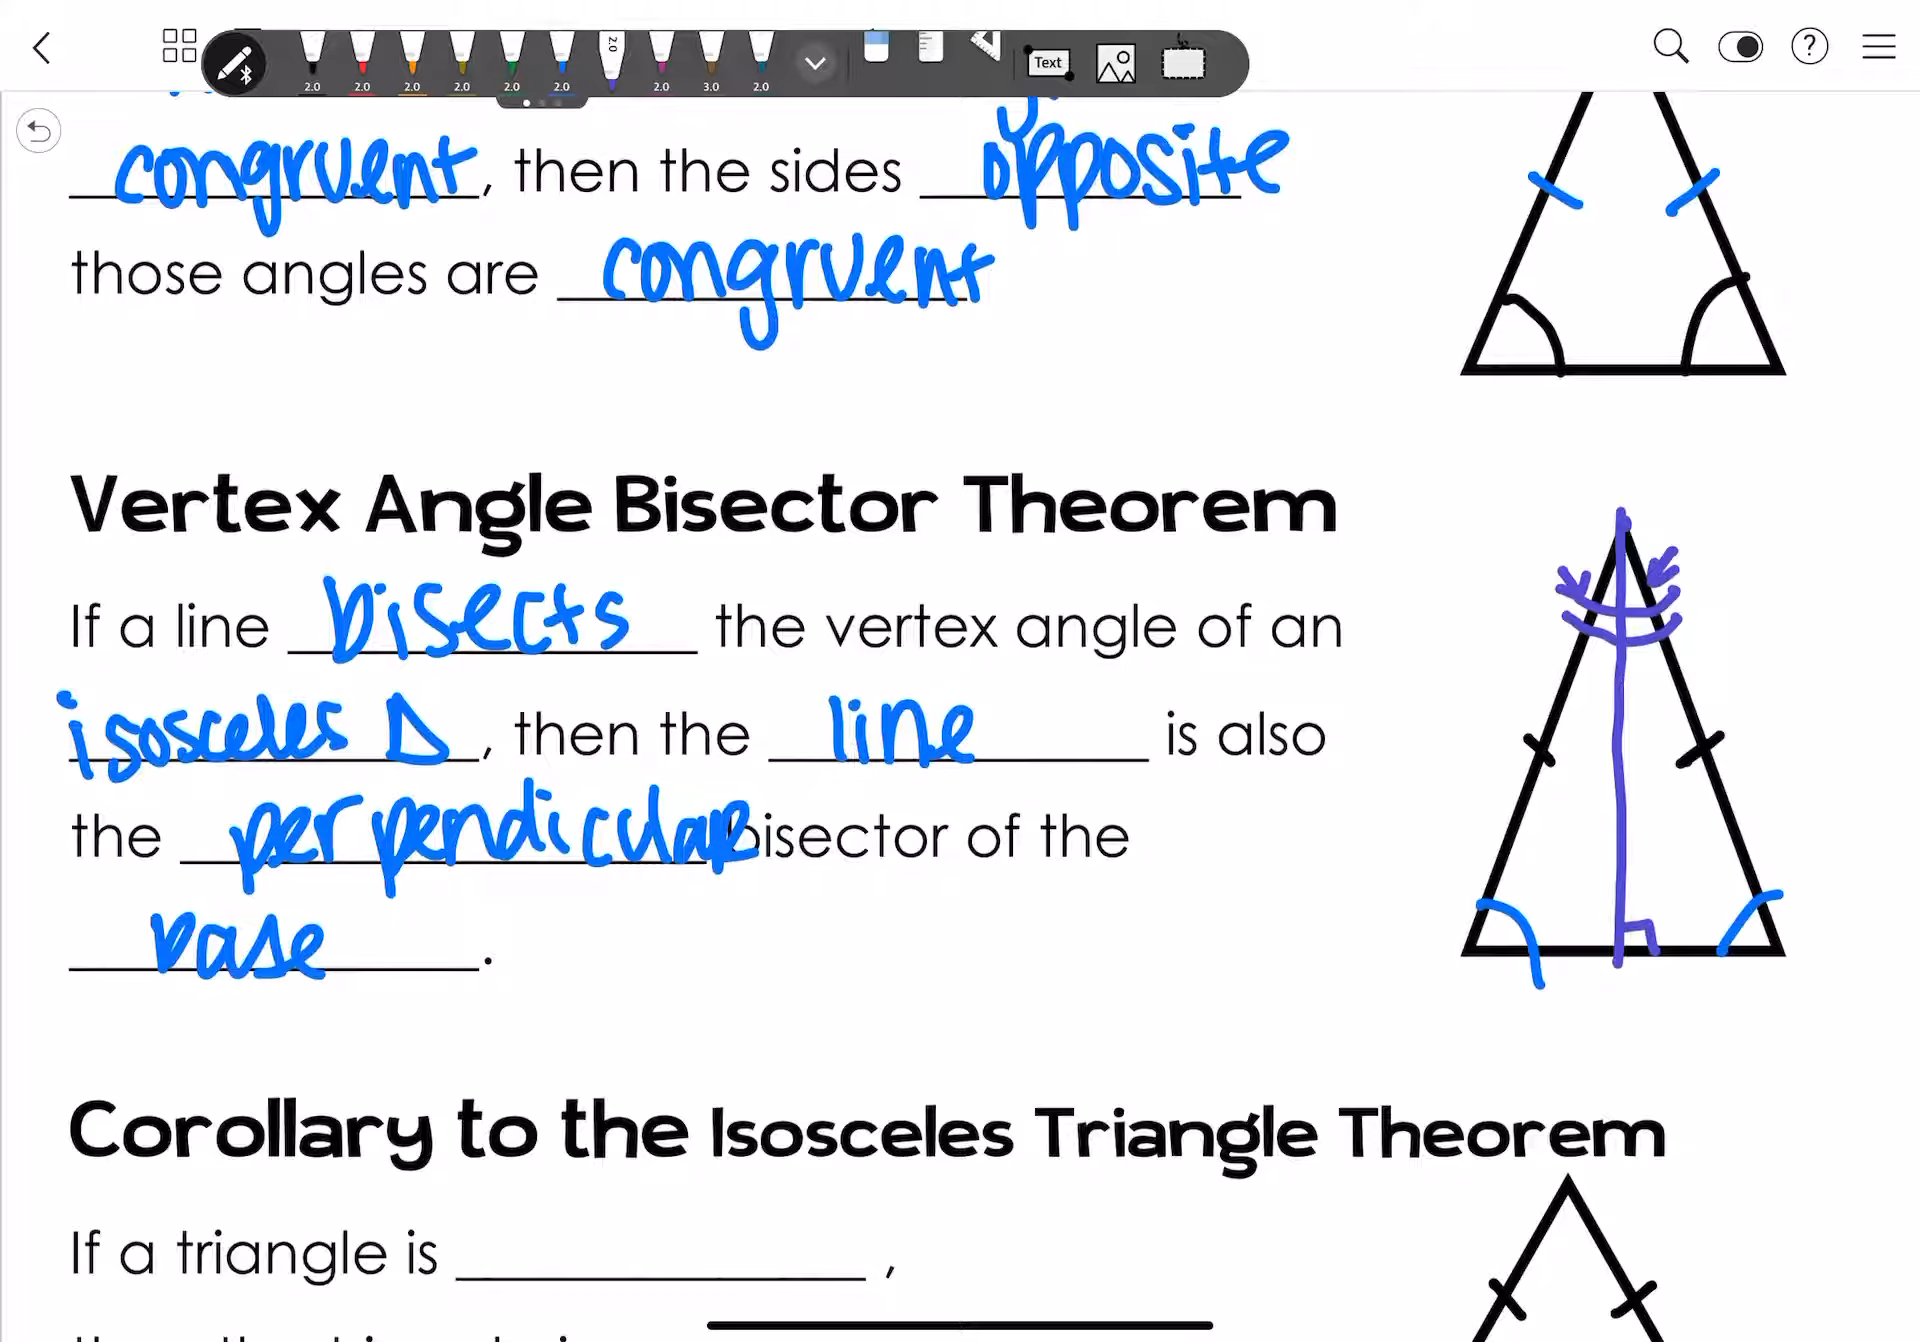 2.0 2.0 2.0 2.0 2.0 2.0 2.0 2.0 3.0 2.0 Text ?
congruent, then the sides opposite
those angles are congruent
Vertex Angle Bisector Theorem
If a line bisects the vertex angle of an
isosceles Δ, then the line is also
the perpendicular bisector of the
base.
Corollary to the Isosceles Triangle Theorem
If a triangle is ,